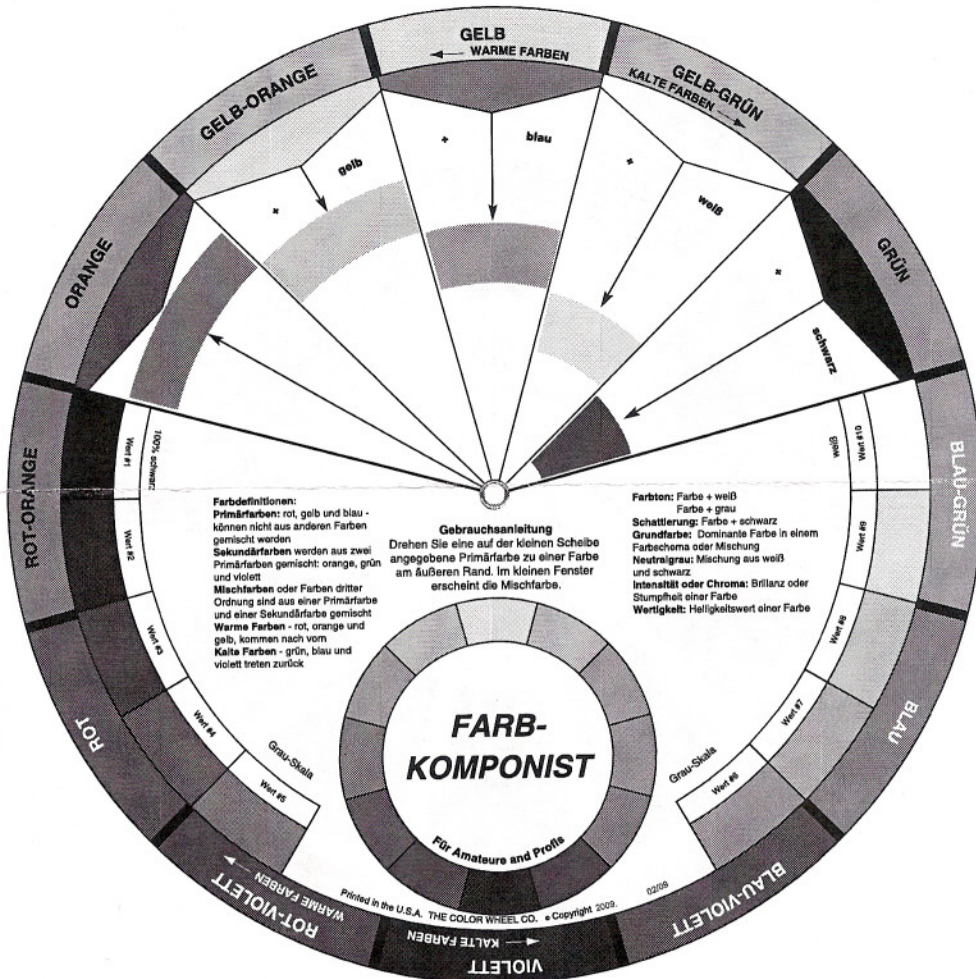 GELB
← WARME FARBEN
GELB-GRÜN
KALTE FARBEN →
GRÜN
BLAU-GRÜN
BLAU
BLAU-VIOLETT
VIOLETT
← KALTE FARBEN
ROT-VIOLETT
WARME FARBEN →
ROT
ROT-ORANGE
ORANGE
GELB-ORANGE
+
+ gelb
+ blau
+ weiß
+ schwarz
100% schwarz
Wert #1
Wert #2
Wert #3
Wert #4
Wert #5
Grau-Skala
weiß
Wert #10
Wert #9
Wert #8
Wert #7
Wert #6
Grau-Skala
Farbdefinitionen:
Primärfarben: rot, gelb und blau -
können nicht aus anderen Farben
gemischt werden
Sekundärfarben werden aus zwei
Primärfarben gemischt: orange, grün
und violett
Mischfarben oder Farben dritter
Ordnung sind aus einer Primärfarbe
und einer Sekundärfarbe gemischt
Warme Farben - rot, orange und
gelb, kommen nach vorn
Kalte Farben - grün, blau und
violett treten zurück
Gebrauchsanleitung
Drehen Sie eine auf der kleinen Scheibe
angegebene Primärfarbe zu einer Farbe
am äußeren Rand. Im kleinen Fenster
erscheint die Mischfarbe.
Farbton: Farbe + weiß
Farbe + grau
Schattierung: Farbe + schwarz
Grundfarbe: Dominante Farbe in einem
Farbschema oder Mischung
Neutralgrau: Mischung aus weiß
und schwarz
Intensität oder Chroma: Brillanz oder
Stumpfheit einer Farbe
Wertigkeit: Helligkeitswert einer Farbe
FARB-
KOMPONIST
Für Amateure and Profis
Printed in the U.S.A. THE COLOR WHEEL CO. Copyright 2009.
02/09